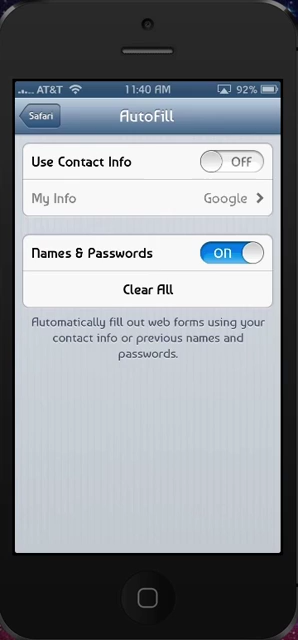 AT&T 11:40 AM 92%
Safari AutoFill
Use Contact Info OFF
My Info Google
Names & Passwords ON
Clear All
Automatically fill out web forms using your
contact info or previous names and
passwords.